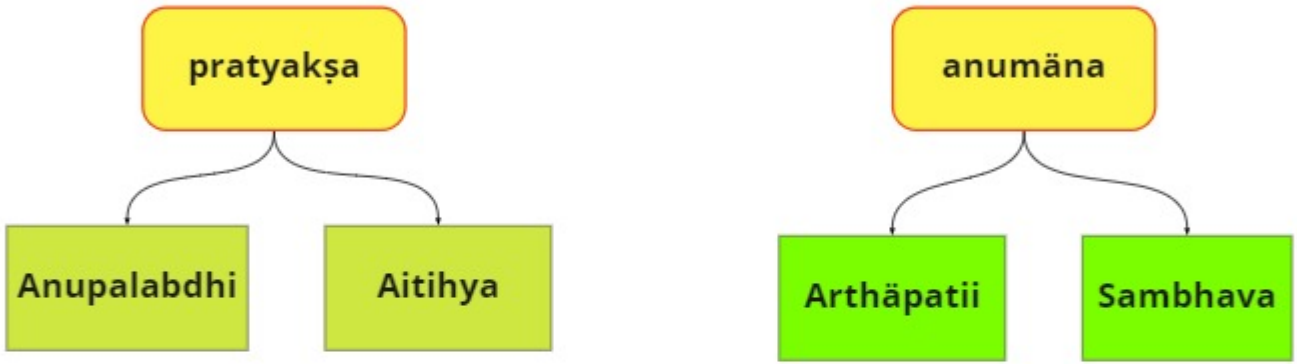 pratyakṣa
anumäna
Anupalabdhi
Aitihya
Arthäpatii
Sambhava